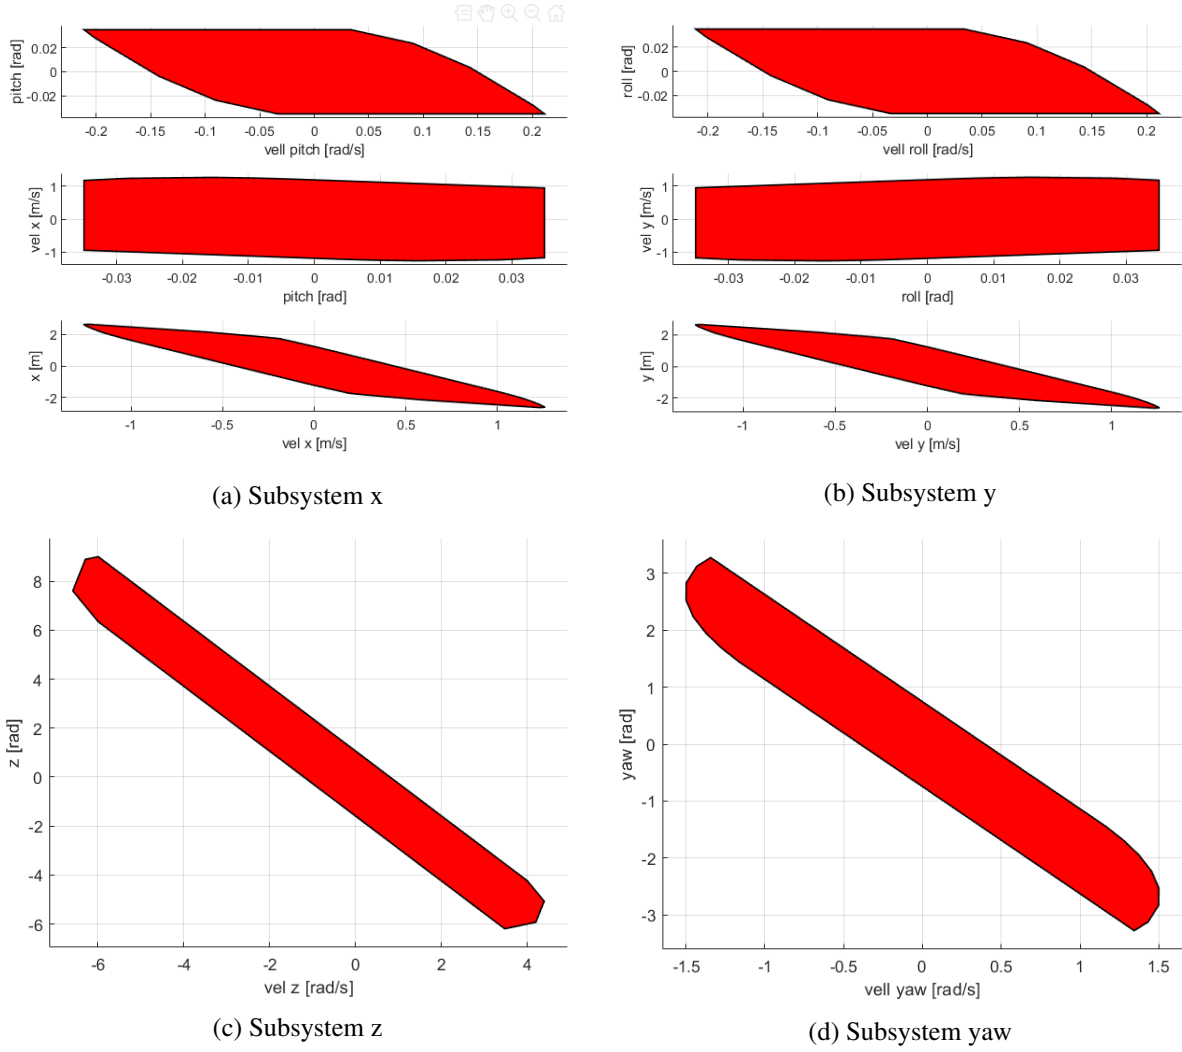 pitch [rad]
0.02
0
-0.02
-0.2 -0.15 -0.1 -0.05 0 0.05 0.1 0.15 0.2
vell pitch [rad/s]
vel x [m/s]
1
0
-1
-0.03 -0.02 -0.01 0 0.01 0.02 0.03
pitch [rad]
x [m]
2
0
-2
-1 -0.5 0 0.5 1
vel x [m/s]
(a) Subsystem x
roll [rad]
0.02
0
-0.02
-0.2 -0.15 -0.1 -0.05 0 0.05 0.1 0.15 0.2
vell roll [rad/s]
vel y [m/s]
1
0
-1
-0.03 -0.02 -0.01 0 0.01 0.02 0.03
roll [rad]
y [m]
2
0
-2
-1 -0.5 0 0.5 1
vel y [m/s]
(b) Subsystem y
z [rad]
8
6
4
2
0
-2
-4
-6
-6 -4 -2 0 2 4
vel z [rad/s]
(c) Subsystem z
yaw [rad]
3
2
1
0
-1
-2
-3
-1.5 -1 -0.5 0 0.5 1 1.5
vell yaw [rad/s]
(d) Subsystem yaw